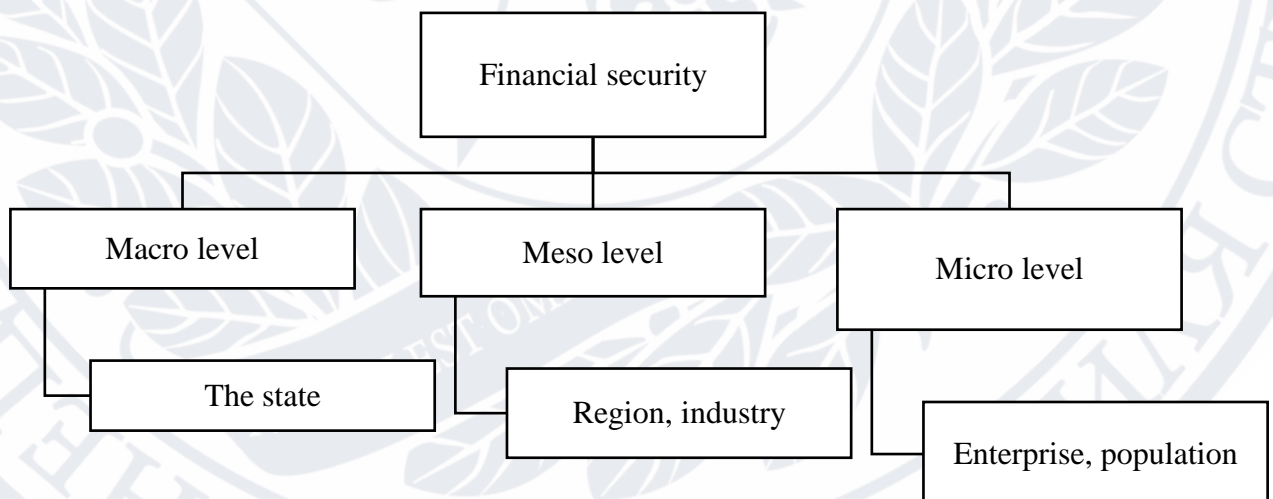 Financial security
Macro level
Meso level
Micro level
The state
Region, industry
Enterprise, population